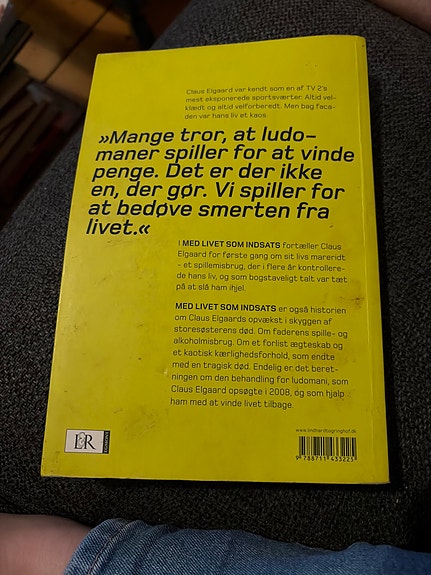 Claus Elgaard var kendt som en af TV 2's
mest eksponerede sportsværter. Altid vel-
klædt og altid velforberedt. Men bag faca-
den var hans liv et kaos.
»Mange tror, at ludo-
maner spiller for at vinde
penge. Det er der ikke
en, der gør. Vi spiller for
at bedøve smerten fra
livet.«
I MED LIVET SOM INDSATS fortæller Claus
Elgaard for første gang om sit livs mareridt
- et spillemisbrug, der i flere år kontrollere-
de hans liv, og som bogstaveligt talt var tæt
på at slå ham ihjel.
MED LIVET SOM INDSATS er også historien
om Claus Elgaards opvækst i skyggen af
storesøsterens død. Om faderens spille- og
alkoholmisbrug. Om et forlist ægteskab og
et kaotisk kærlighedsforhold, som endte
med en tragisk død. Endelig er det beret-
ningen om den behandling for ludomani, som
Claus Elgaard opsøgte i 2008, og som hjalp
ham med at vinde livet tilbage.
www.lindhardtogringhof.dk
L&R
9 788711 433225